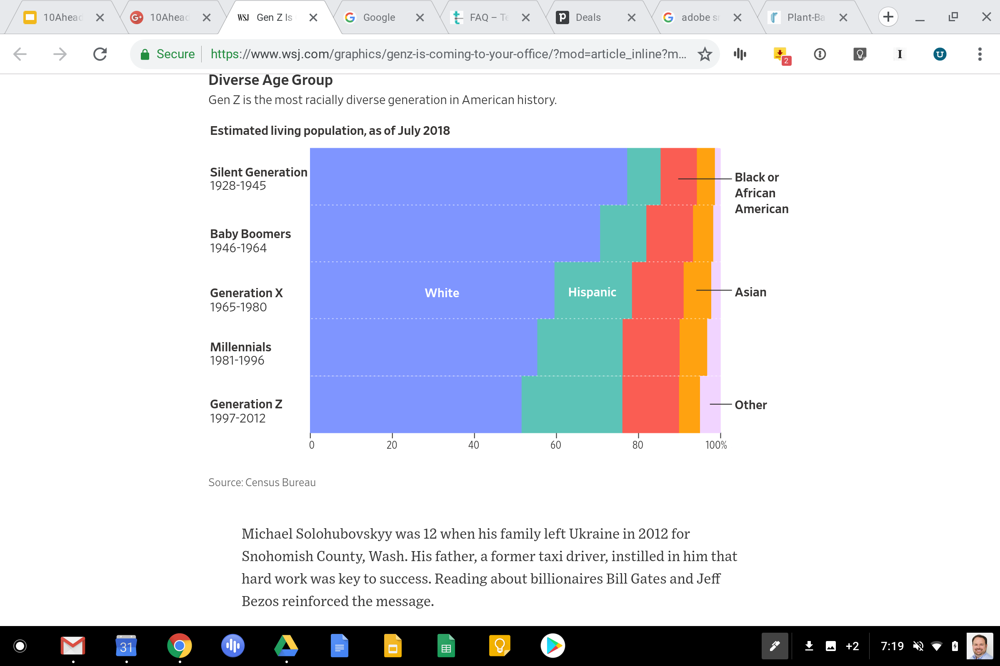 10Ahead
G+ 10Ahead
WSJ Gen Z Is
Google
FAQ – Te
p Deals
adobe sr
Plant-Ba
Secure https://www.wsj.com/graphics/genz-is-coming-to-your-office/?mod=article_inline?m...
2
I
U
Diverse Age Group
Gen Z is the most racially diverse generation in American history.
Estimated living population, as of July 2018
Silent Generation
1928-1945
Black or
African
American
Baby Boomers
1946-1964
Generation X
1965-1980
White
Hispanic
Asian
Millennials
1981-1996
Generation Z
1997-2012
Other
0 20 40 60 80 100%
Source: Census Bureau
Michael Solohubovskyy was 12 when his family left Ukraine in 2012 for
Snohomish County, Wash. His father, a former taxi driver, instilled in him that
hard work was key to success. Reading about billionaires Bill Gates and Jeff
Bezos reinforced the message.
31
+2
7:19